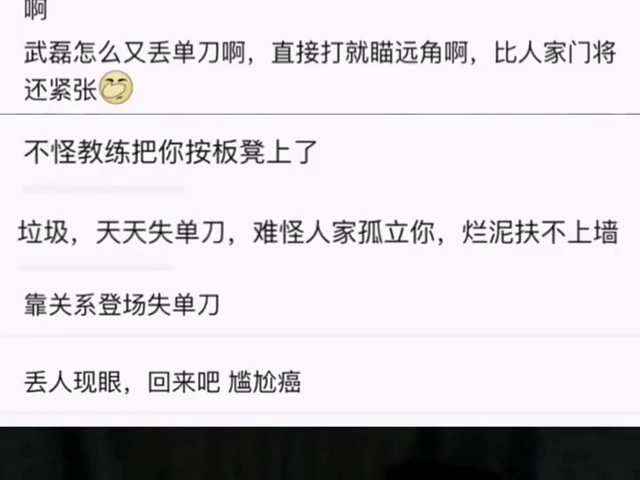 啊
武磊怎么又丢单刀啊，直接打就瞄远角啊，比人家门将
还紧张
不怪教练把你按板凳上了
垃圾，天天失单刀，难怪人家孤立你，烂泥扶不上墙
靠关系登场失单刀
丢人现眼，回来吧 尴尬癌